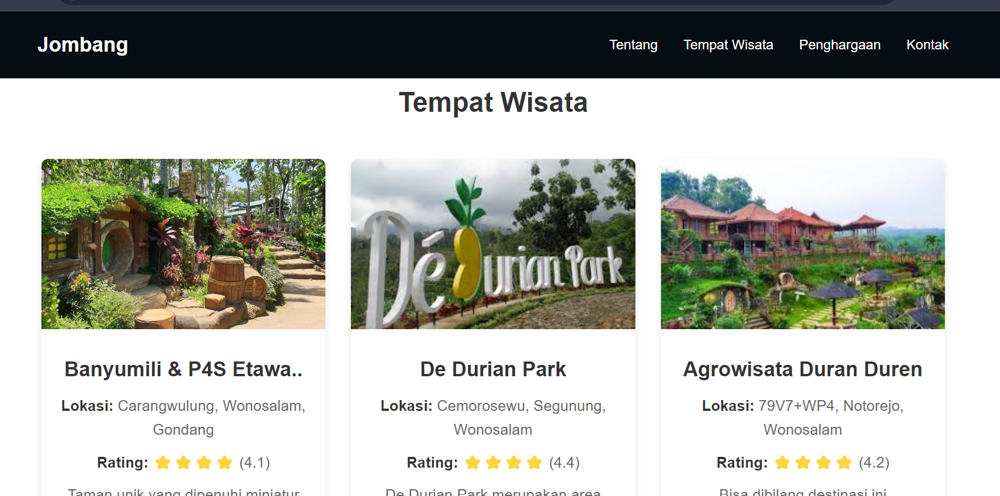 Jombang
Tentang
Tempat Wisata
Penghargaan
Kontak
Tempat Wisata
Dé Durian Park
Banyumili & P4S Etawa..
Lokasi: Carangwulung, Wonosalam,
Gondang
Rating: (4.1)
Taman unik yang dipenuhi miniatur
De Durian Park
Lokasi: Cemorosewu, Segunung,
Wonosalam
Rating: (4.4)
De Durian Park merupakan area
Agrowisata Duran Duren
Lokasi: 79V7+WP4, Notorejo,
Wonosalam
Rating: (4.2)
Bisa dibilang destinasi ini